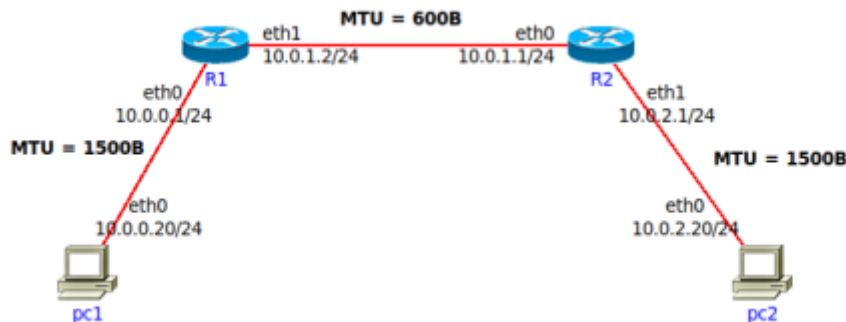 MTU = 600B
eth1
eth0
10.0.1.2/24
10.0.1.1/24
R1
R2
eth0
eth1
10.0.0.1/24
10.0.2.1/24
MTU = 1500B
MTU = 1500B
eth0
eth0
10.0.0.20/24
10.0.2.20/24
pc1
pc2